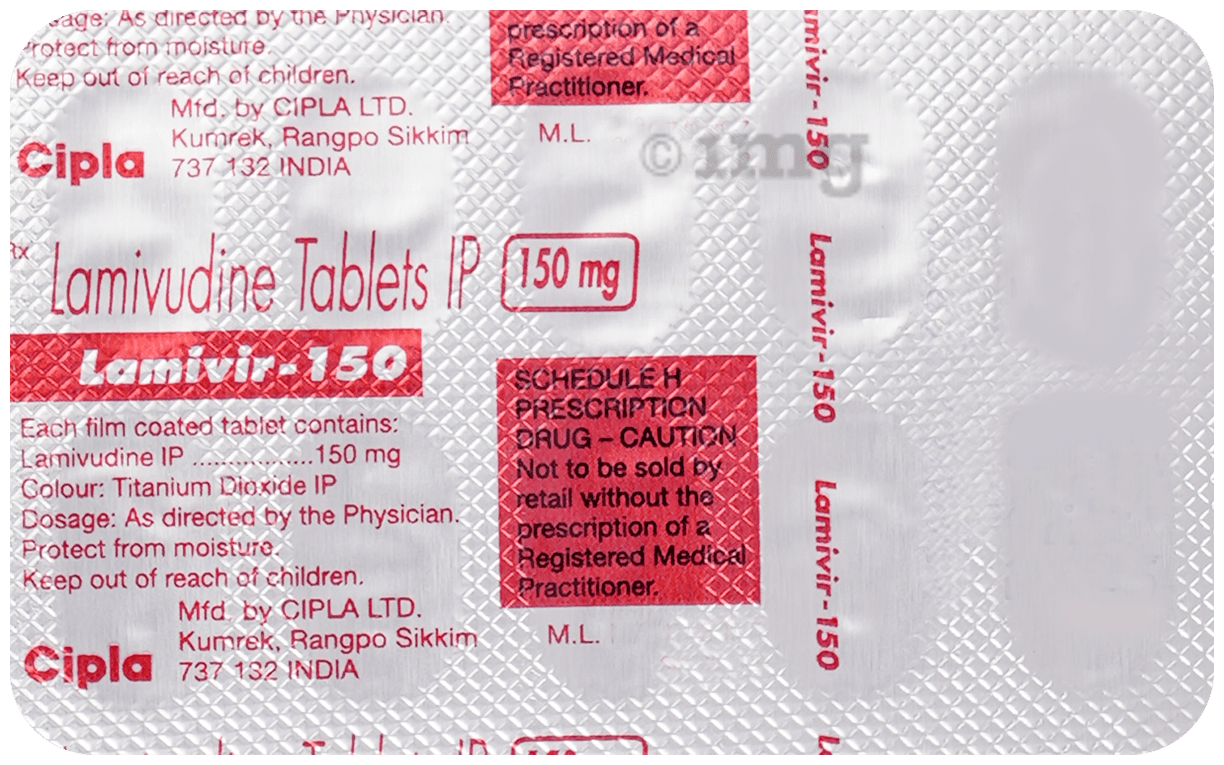 Dosage: As directed by the Physician.
Protect from moisture.
Keep out of reach of children.
Mfd. by CIPLA LTD.
Kumrek, Rangpo Sikkim
737 132 INDIA
Cipla
prescription of a
Registered Medical
Practitioner.
M.L.
© 1mg
Rx Lamivudine Tablets IP 150 mg
Lamivir-150
Each film coated tablet contains:
Lamivudine IP .................150 mg
Colour: Titanium Dioxide IP
Dosage: As directed by the Physician.
Protect from moisture.
Keep out of reach of children.
Mfd. by CIPLA LTD.
Kumrek, Rangpo Sikkim
737 132 INDIA
Cipla
SCHEDULE H
PRESCRIPTION
DRUG – CAUTION
Not to be sold by
retail without the
prescription of a
Registered Medical
Practitioner.
M.L.
mivir-150
Lamivir-150
Lamivir-150